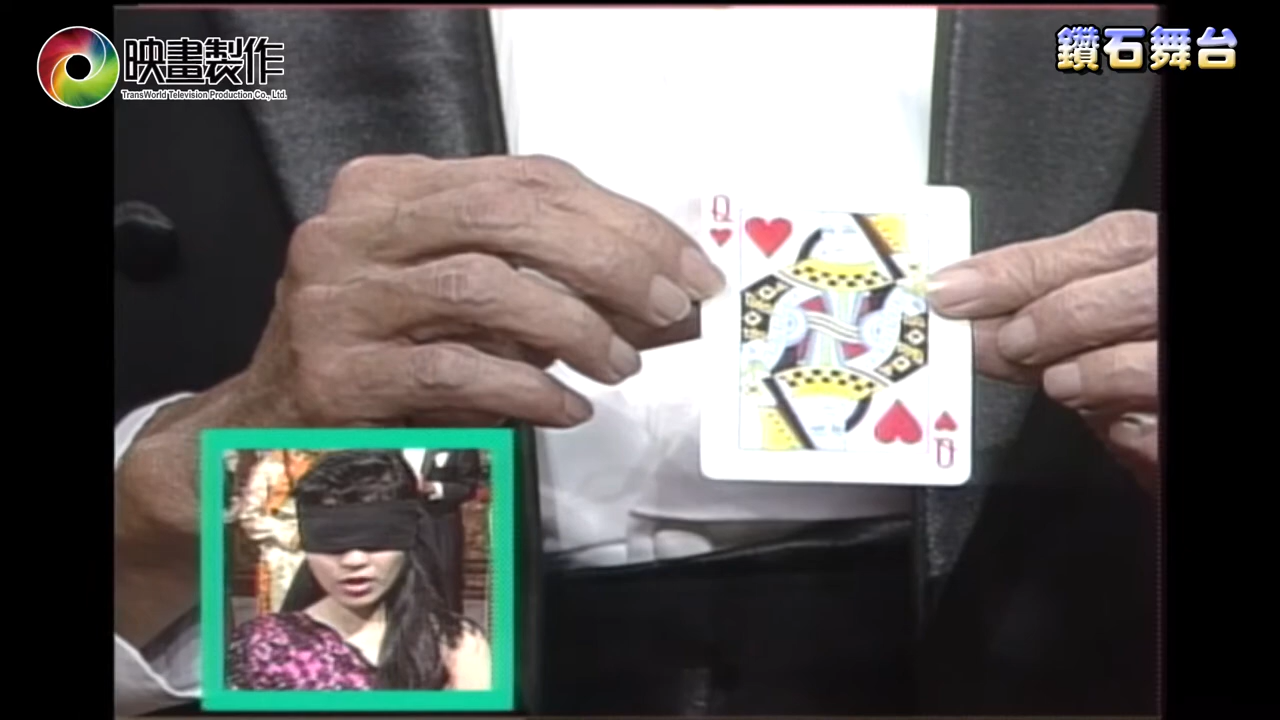 映畫製作
TransWorld Television Production Co., Ltd.
鑽石舞台
Q
Q